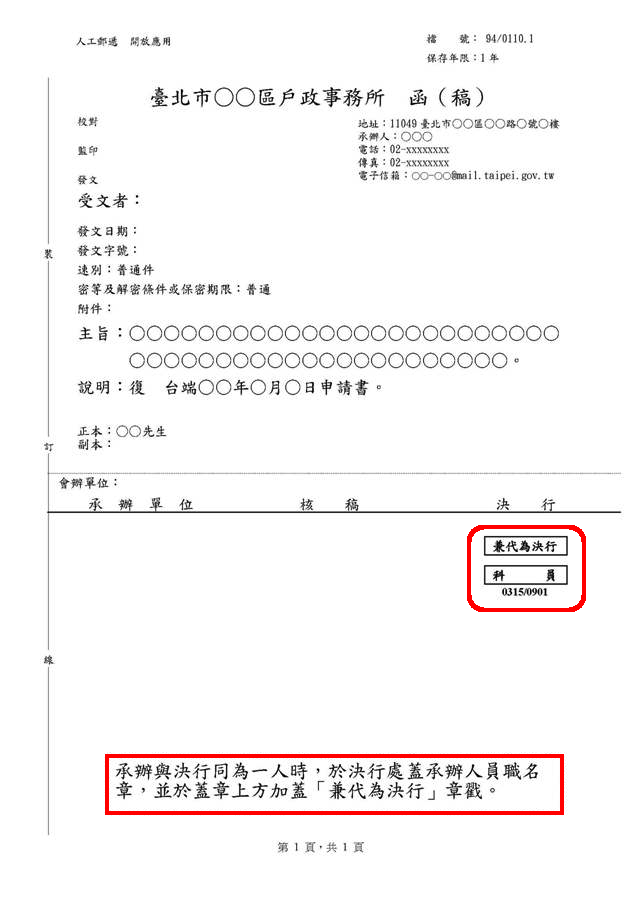 人工郵遞 開放應用
檔 號：94/0110.1
保存年限：1年
臺北市○○區戶政事務所 函（稿）
校對
監印
發文
地址：11049臺北市○○區○○路○號○樓
承辦人：○○○
電話：02-xxxxxxxx
傳真：02-xxxxxxxx
電子信箱：○○-○○@mail.taipei.gov.tw
受文者：
發文日期：
發文字號：
速別：普通件
密等及解密條件或保密期限：普通
附件：
主旨：○○○○○○○○○○○○○○○○○○○○○○○○○
○○○○○○○○○○○○○○○○○○○○○○。
說明：復 台端○○年○月○日申請書。
正本：○○先生
副本：
裝
訂
線
會辦單位：
承辦單位 核稿 決行
兼代為決行
科 員
0315/0901
承辦與決行同為一人時，於決行處蓋承辦人員職名
章，並於蓋章上方加蓋「兼代為決行」章戳。
第 1 頁，共 1 頁